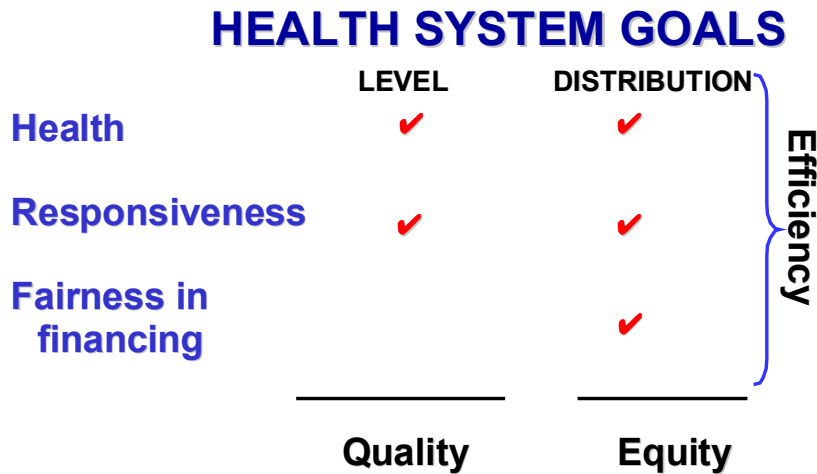 HEALTH SYSTEM GOALS
LEVEL DISTRIBUTION
Health ✔ ✔
Responsiveness ✔ ✔
Fairness in
financing ✔
Efficiency
Quality Equity